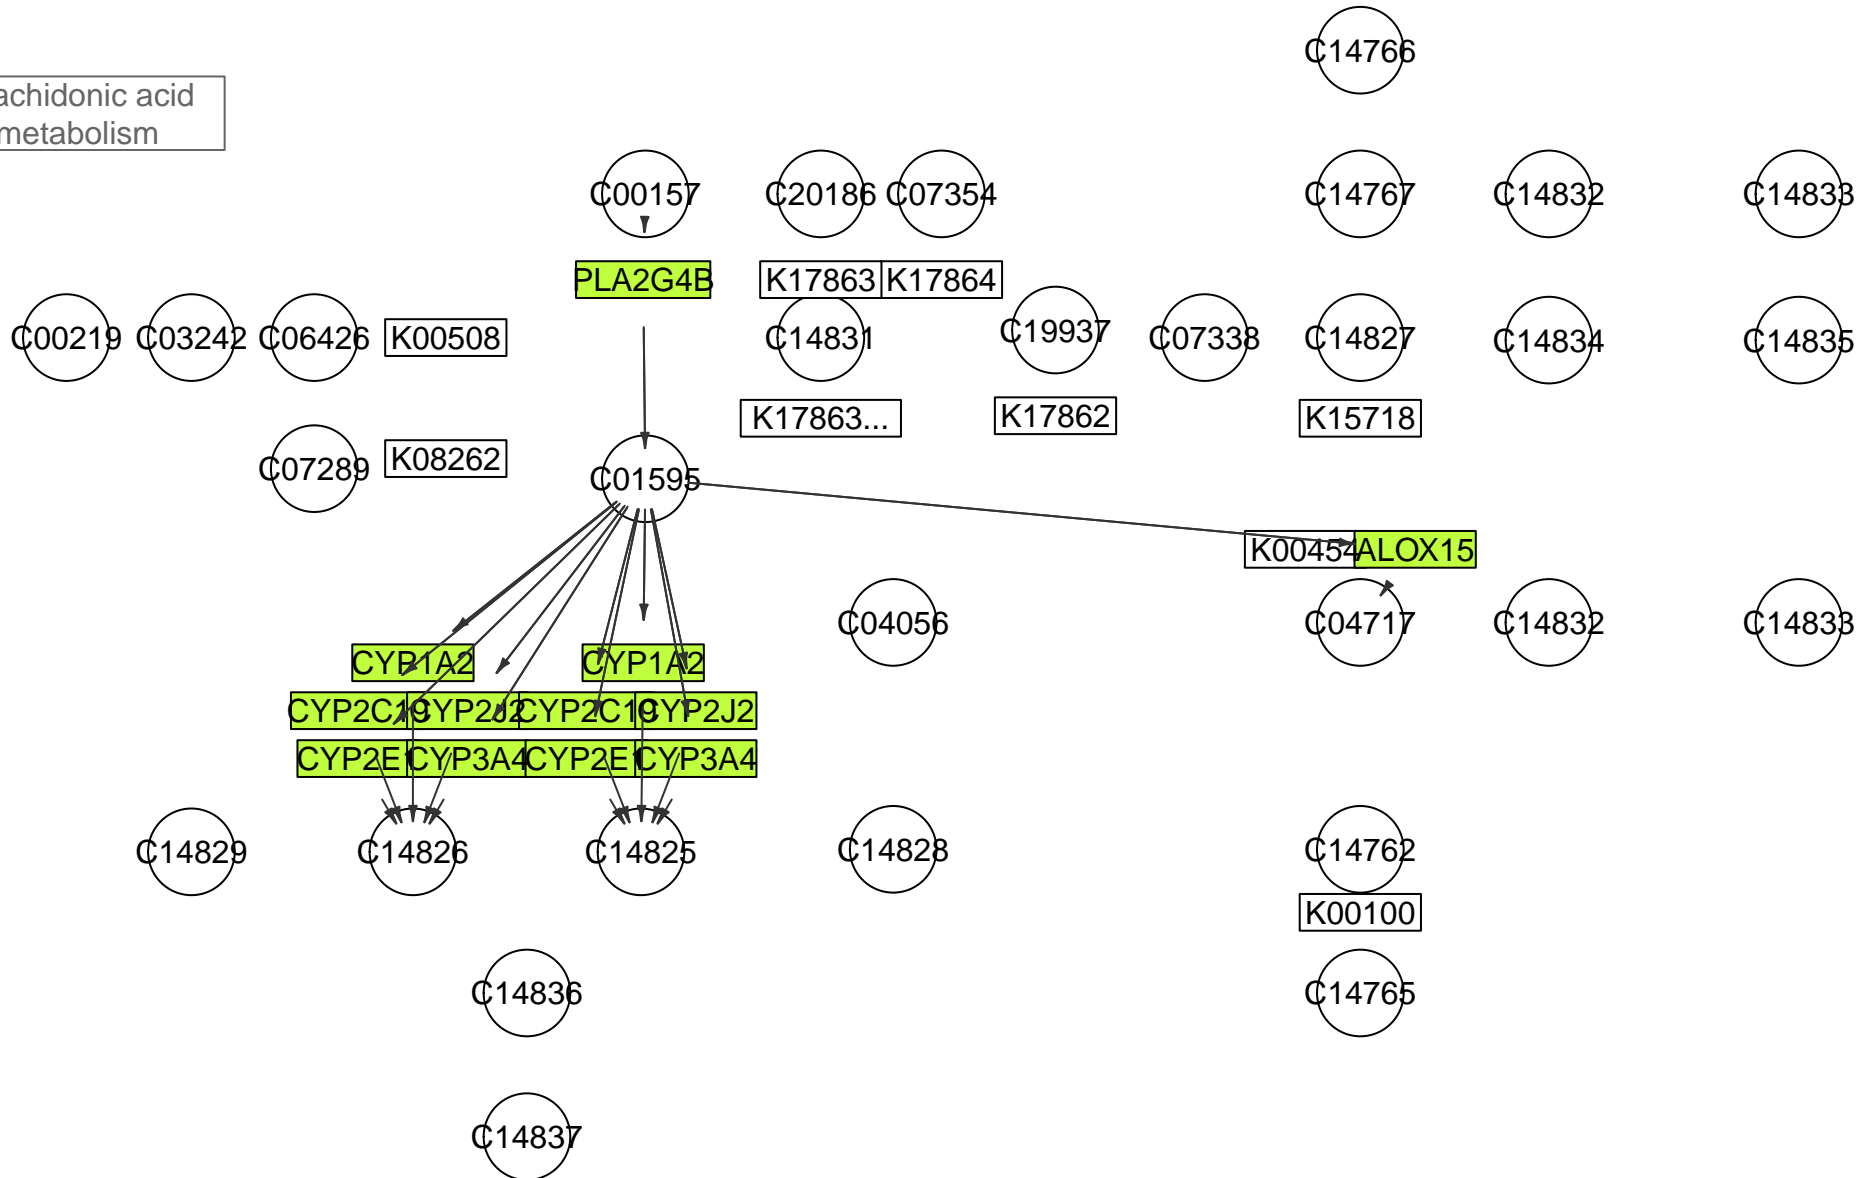 C14766
achidonic acid
metabolism
C00157
C20186
C07354
C14767
C14832
C14833
PLA2G4B
K17863
K17864
C00219
C03242
C06426
K00508
C14831
C19937
C07338
C14827
C14834
C14835
K17863...
K17862
K15718
C07289
K08262
C01595
K00454
ALOX15
C04056
C04717
C14832
C14833
CYP1A2
CYP1A2
CYP2C19
CYP2J2
CYP2C19
CYP2J2
CYP2E1
CYP3A4
CYP2E1
CYP3A4
C14829
C14826
C14825
C14828
C14762
K00100
C14836
C14765
C14837